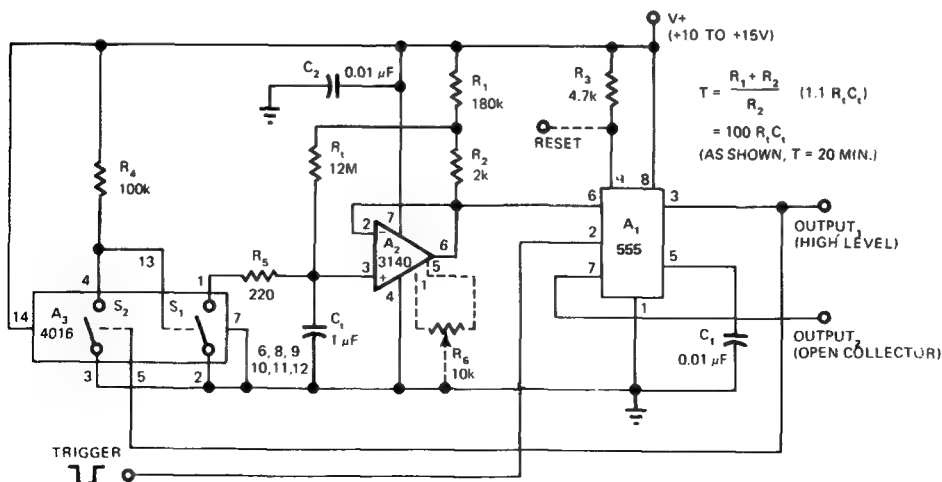 V+
(+10 TO +15V)
C2
0.01 µF
R1
180k
R3
4.7k
T = R1 + R2 / R2 (1.1 RtCt)
= 100 RtCt
(AS SHOWN, T = 20 MIN.)
RESET
Rt
12M
R2
2k
R4
100k
4
8
6
3
A1
555
2
5
7
1
OUTPUT1
(HIGH LEVEL)
OUTPUT2
(OPEN COLLECTOR)
2
7
−
A2
3140
6
5
3
+
1
4
13
4
1
R5
220
14
A3
4016
S2
S1
7
3
5
2
6, 8, 9
10, 11, 12
Ct
1 µF
R6
10k
C1
0.01 µF
TRIGGER